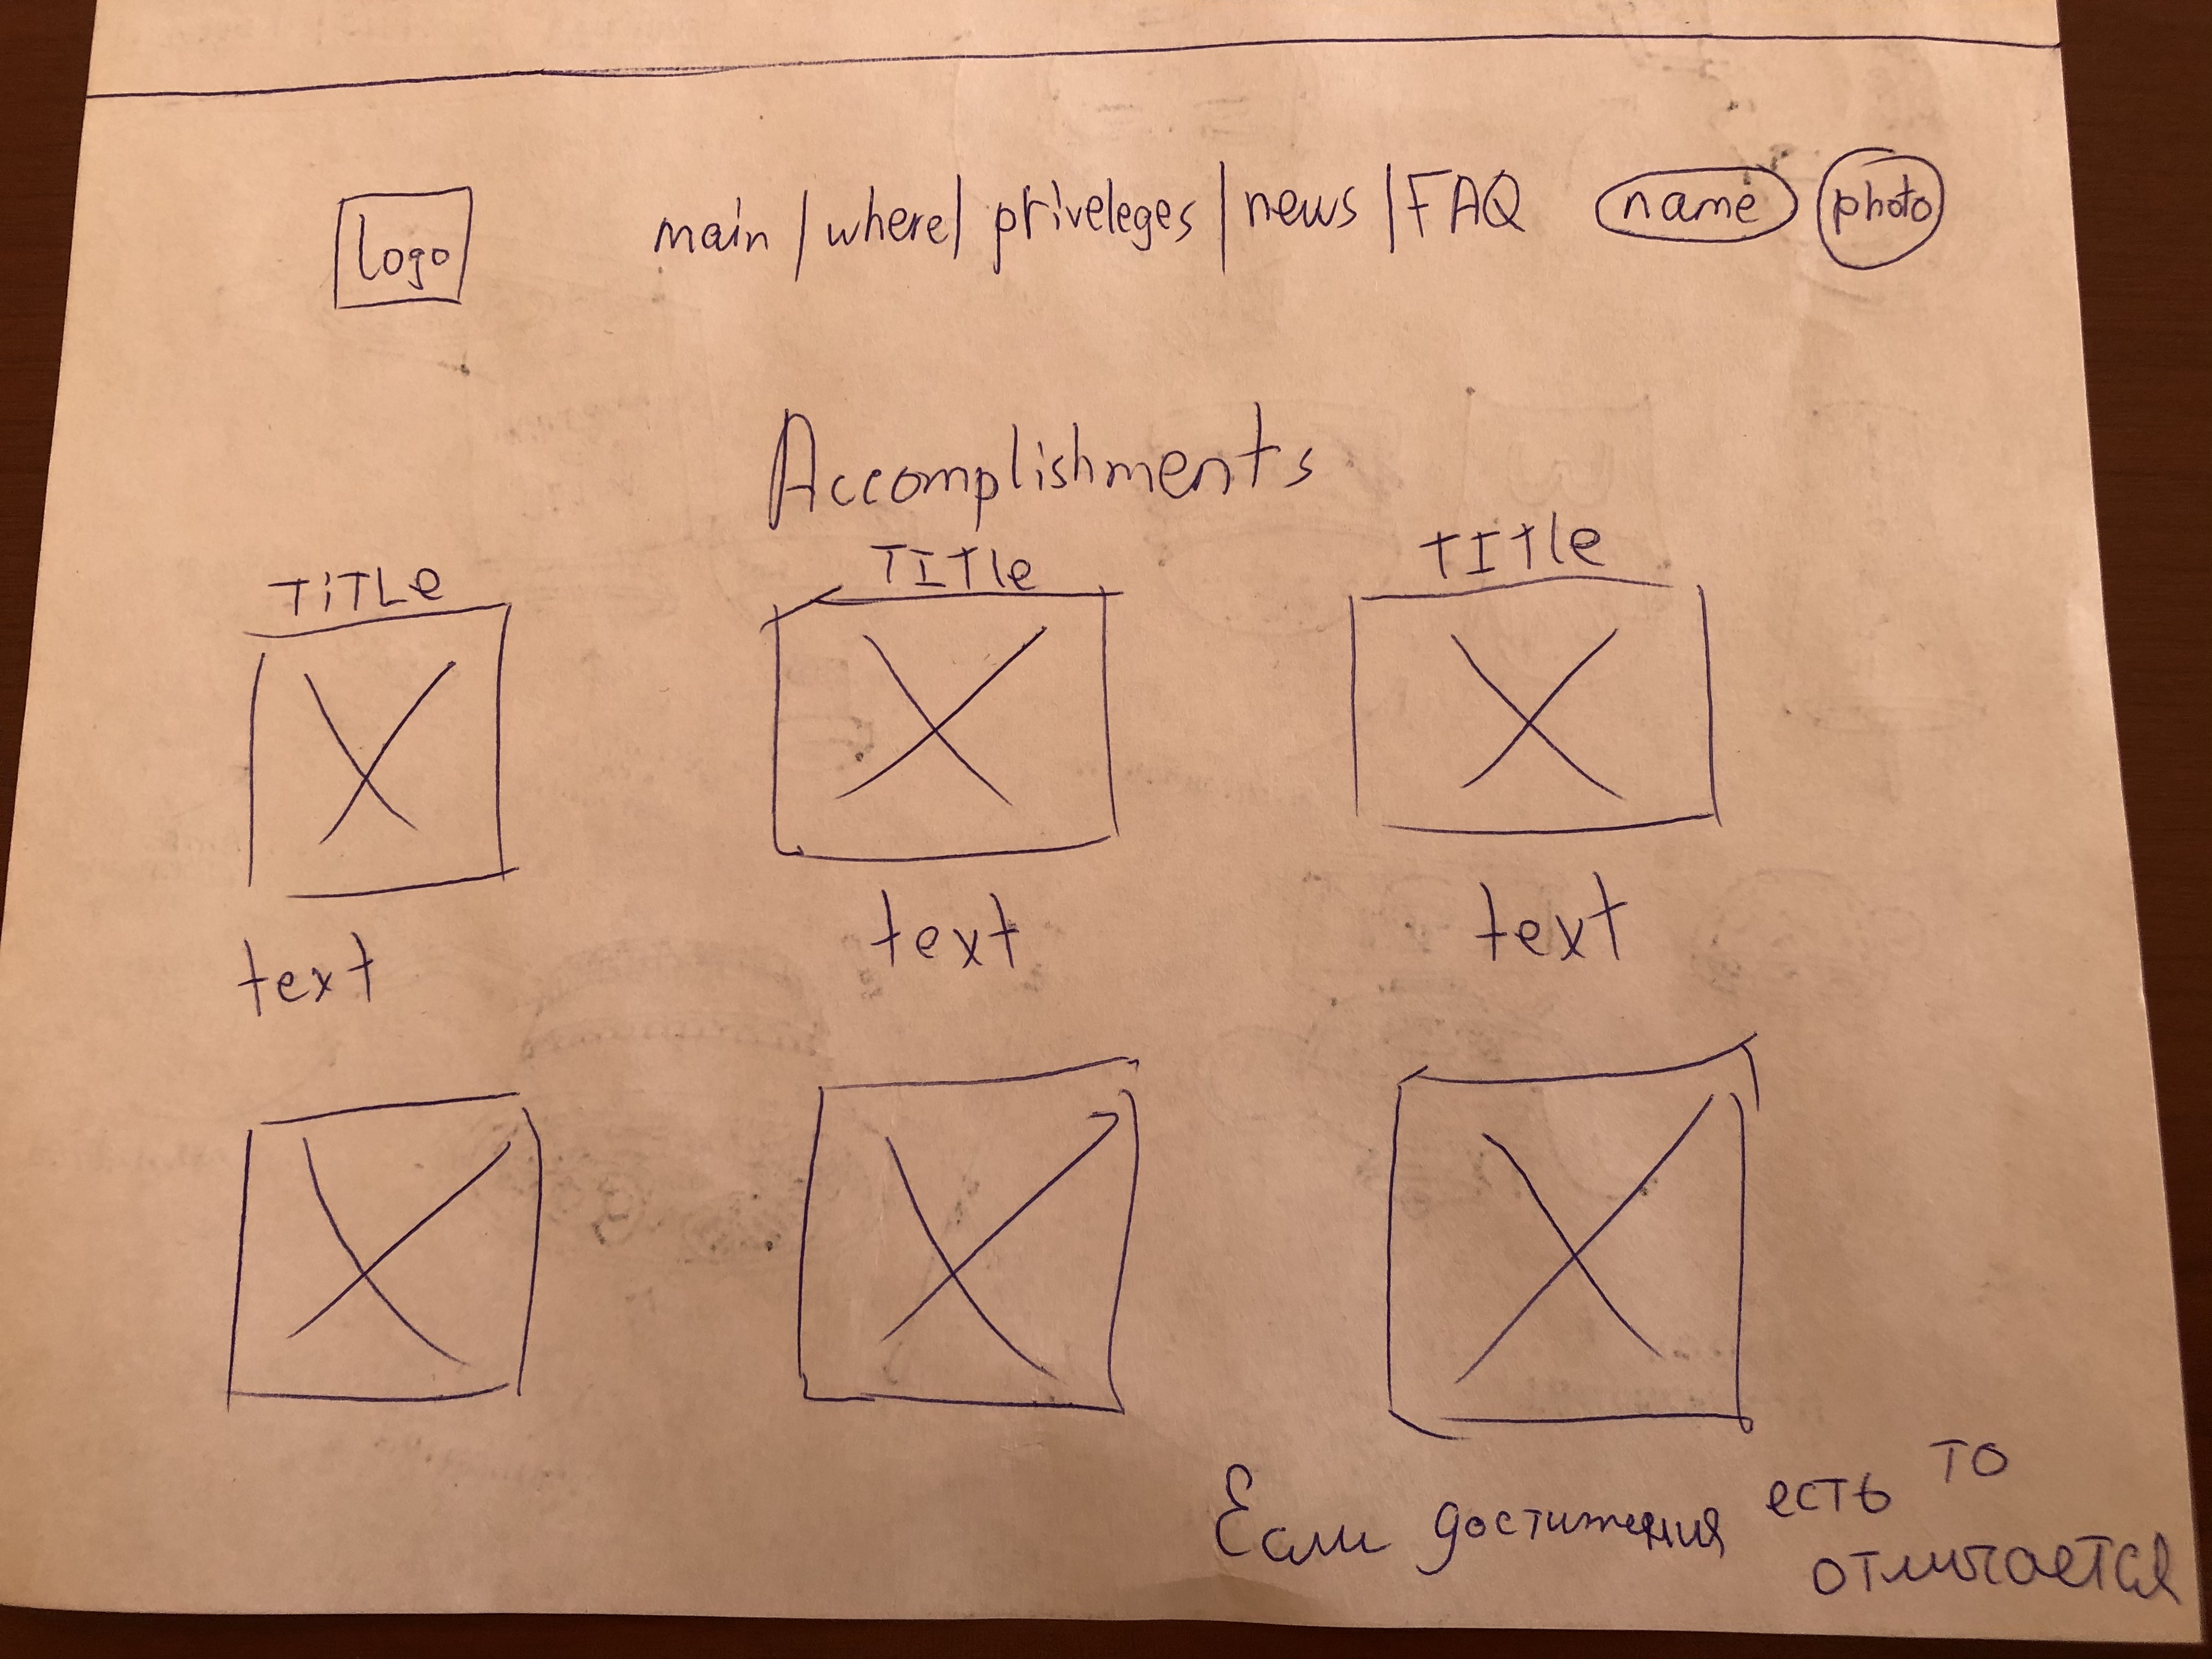 logo main / where / priveleges / news / FAQ name photo
Accomplishments
TiTLe TITle TITle
text text text
Если достижения есть то
отличается